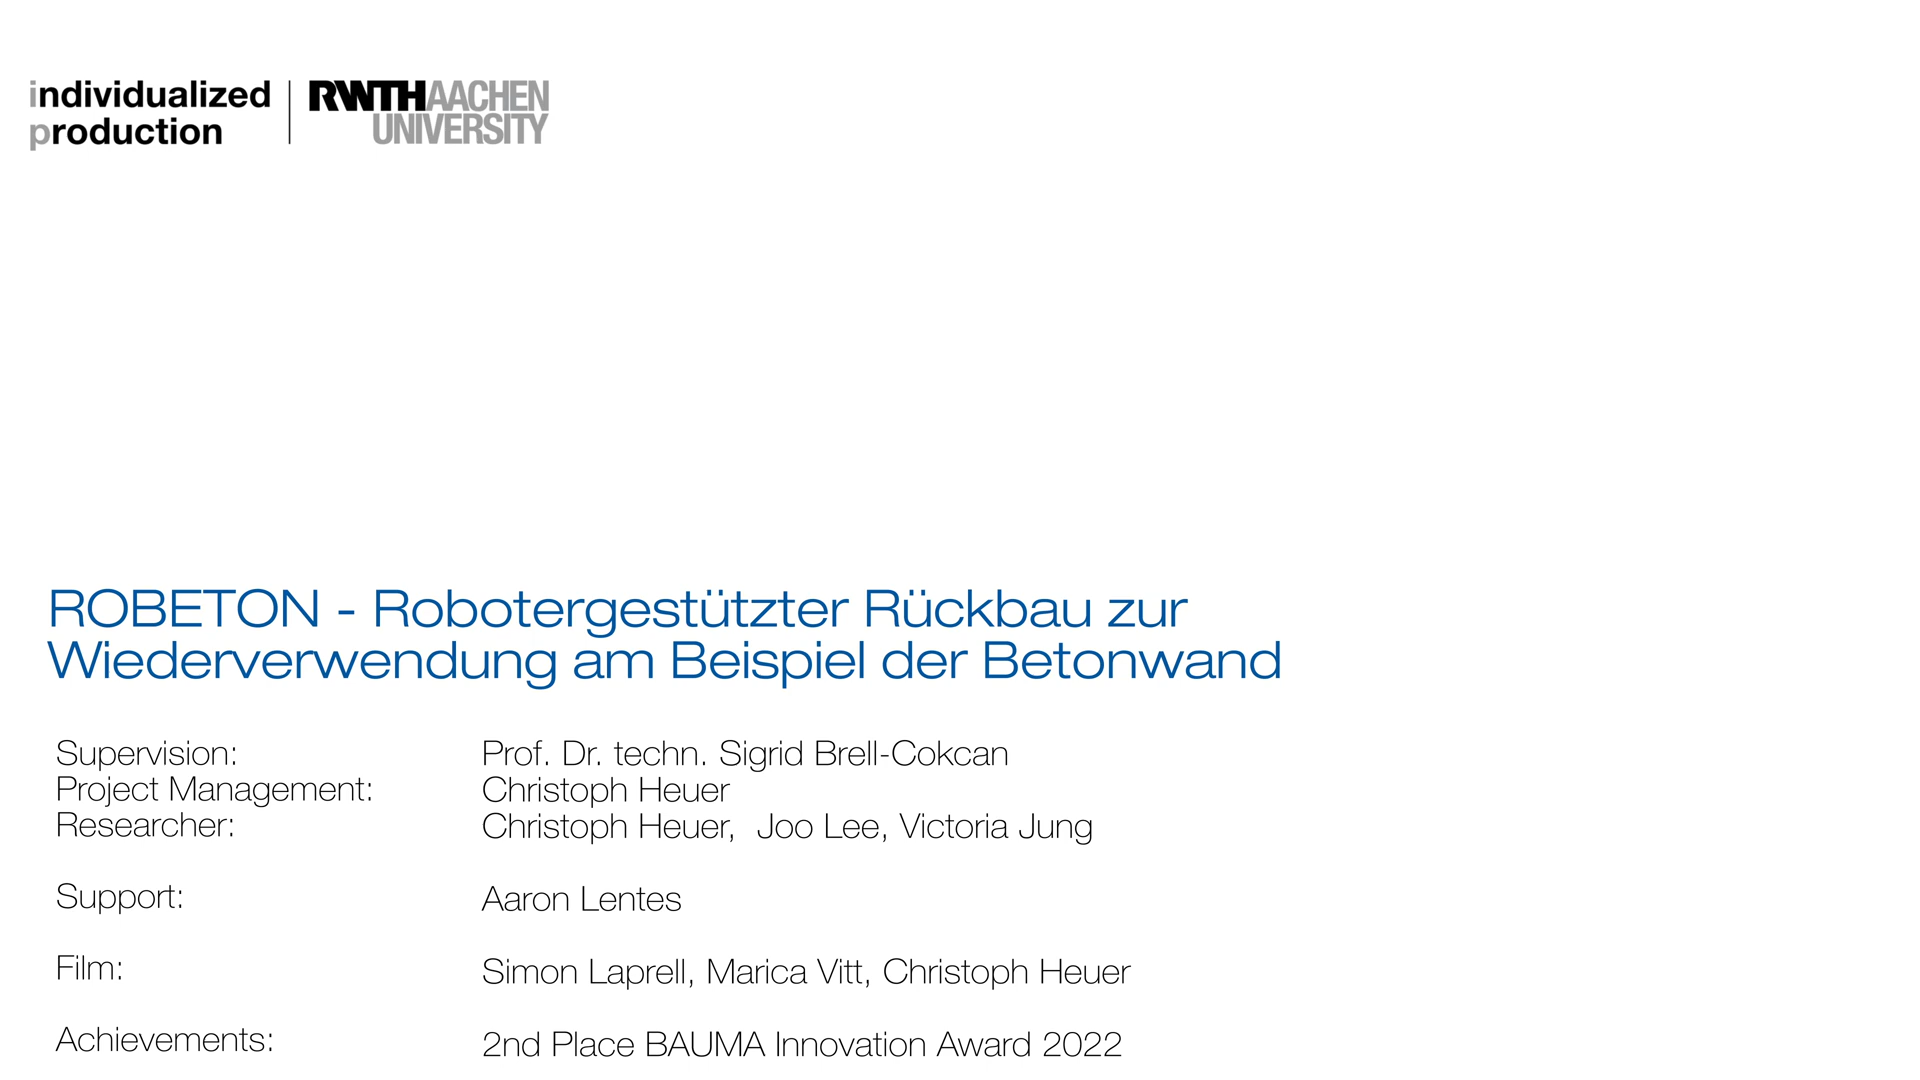 individualized
production
RWTHAACHEN
UNIVERSITY
ROBETON - Robotergestützter Rückbau zur
Wiederverwendung am Beispiel der Betonwand
Supervision: Prof. Dr. techn. Sigrid Brell-Cokcan
Project Management: Christoph Heuer
Researcher: Christoph Heuer, Joo Lee, Victoria Jung
Support: Aaron Lentes
Film: Simon Laprell, Marica Vitt, Christoph Heuer
Achievements: 2nd Place BAUMA Innovation Award 2022